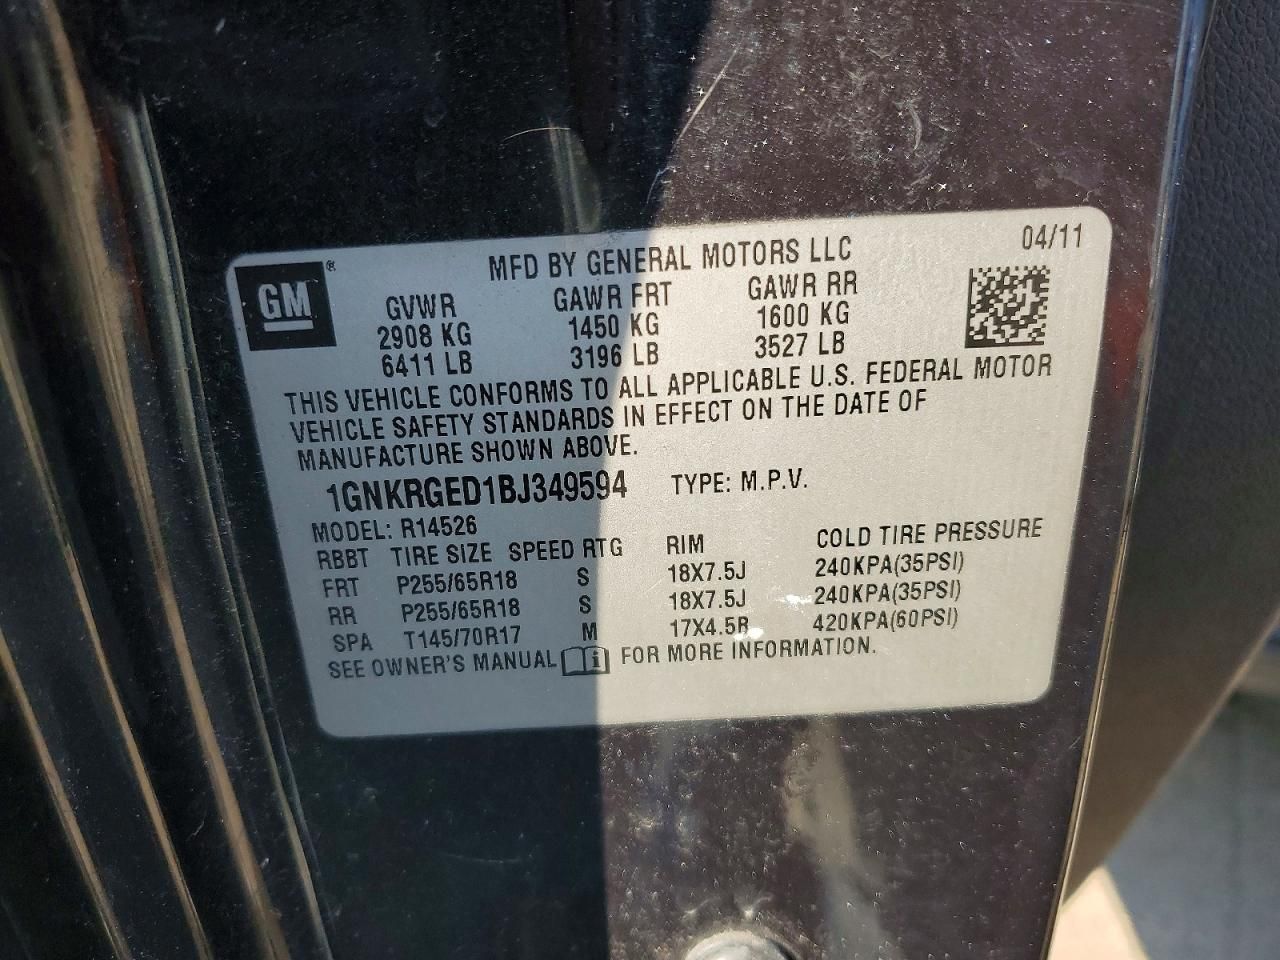 04/11
GM®
MFD BY GENERAL MOTORS LLC
GVWR GAWR FRT GAWR RR
2908 KG 1450 KG 1600 KG
6411 LB 3196 LB 3527 LB
THIS VEHICLE CONFORMS TO ALL APPLICABLE U.S. FEDERAL MOTOR
VEHICLE SAFETY STANDARDS IN EFFECT ON THE DATE OF
MANUFACTURE SHOWN ABOVE.
1GNKRGED1BJ349594 TYPE: M.P.V.
MODEL: R14526
RBBT TIRE SIZE SPEED RTG RIM COLD TIRE PRESSURE
FRT P255/65R18 S 18X7.5J 240KPA(35PSI)
RR P255/65R18 S 18X7.5J 240KPA(35PSI)
SPA T145/70R17 M 17X4.5B 420KPA(60PSI)
SEE OWNER'S MANUAL i FOR MORE INFORMATION.